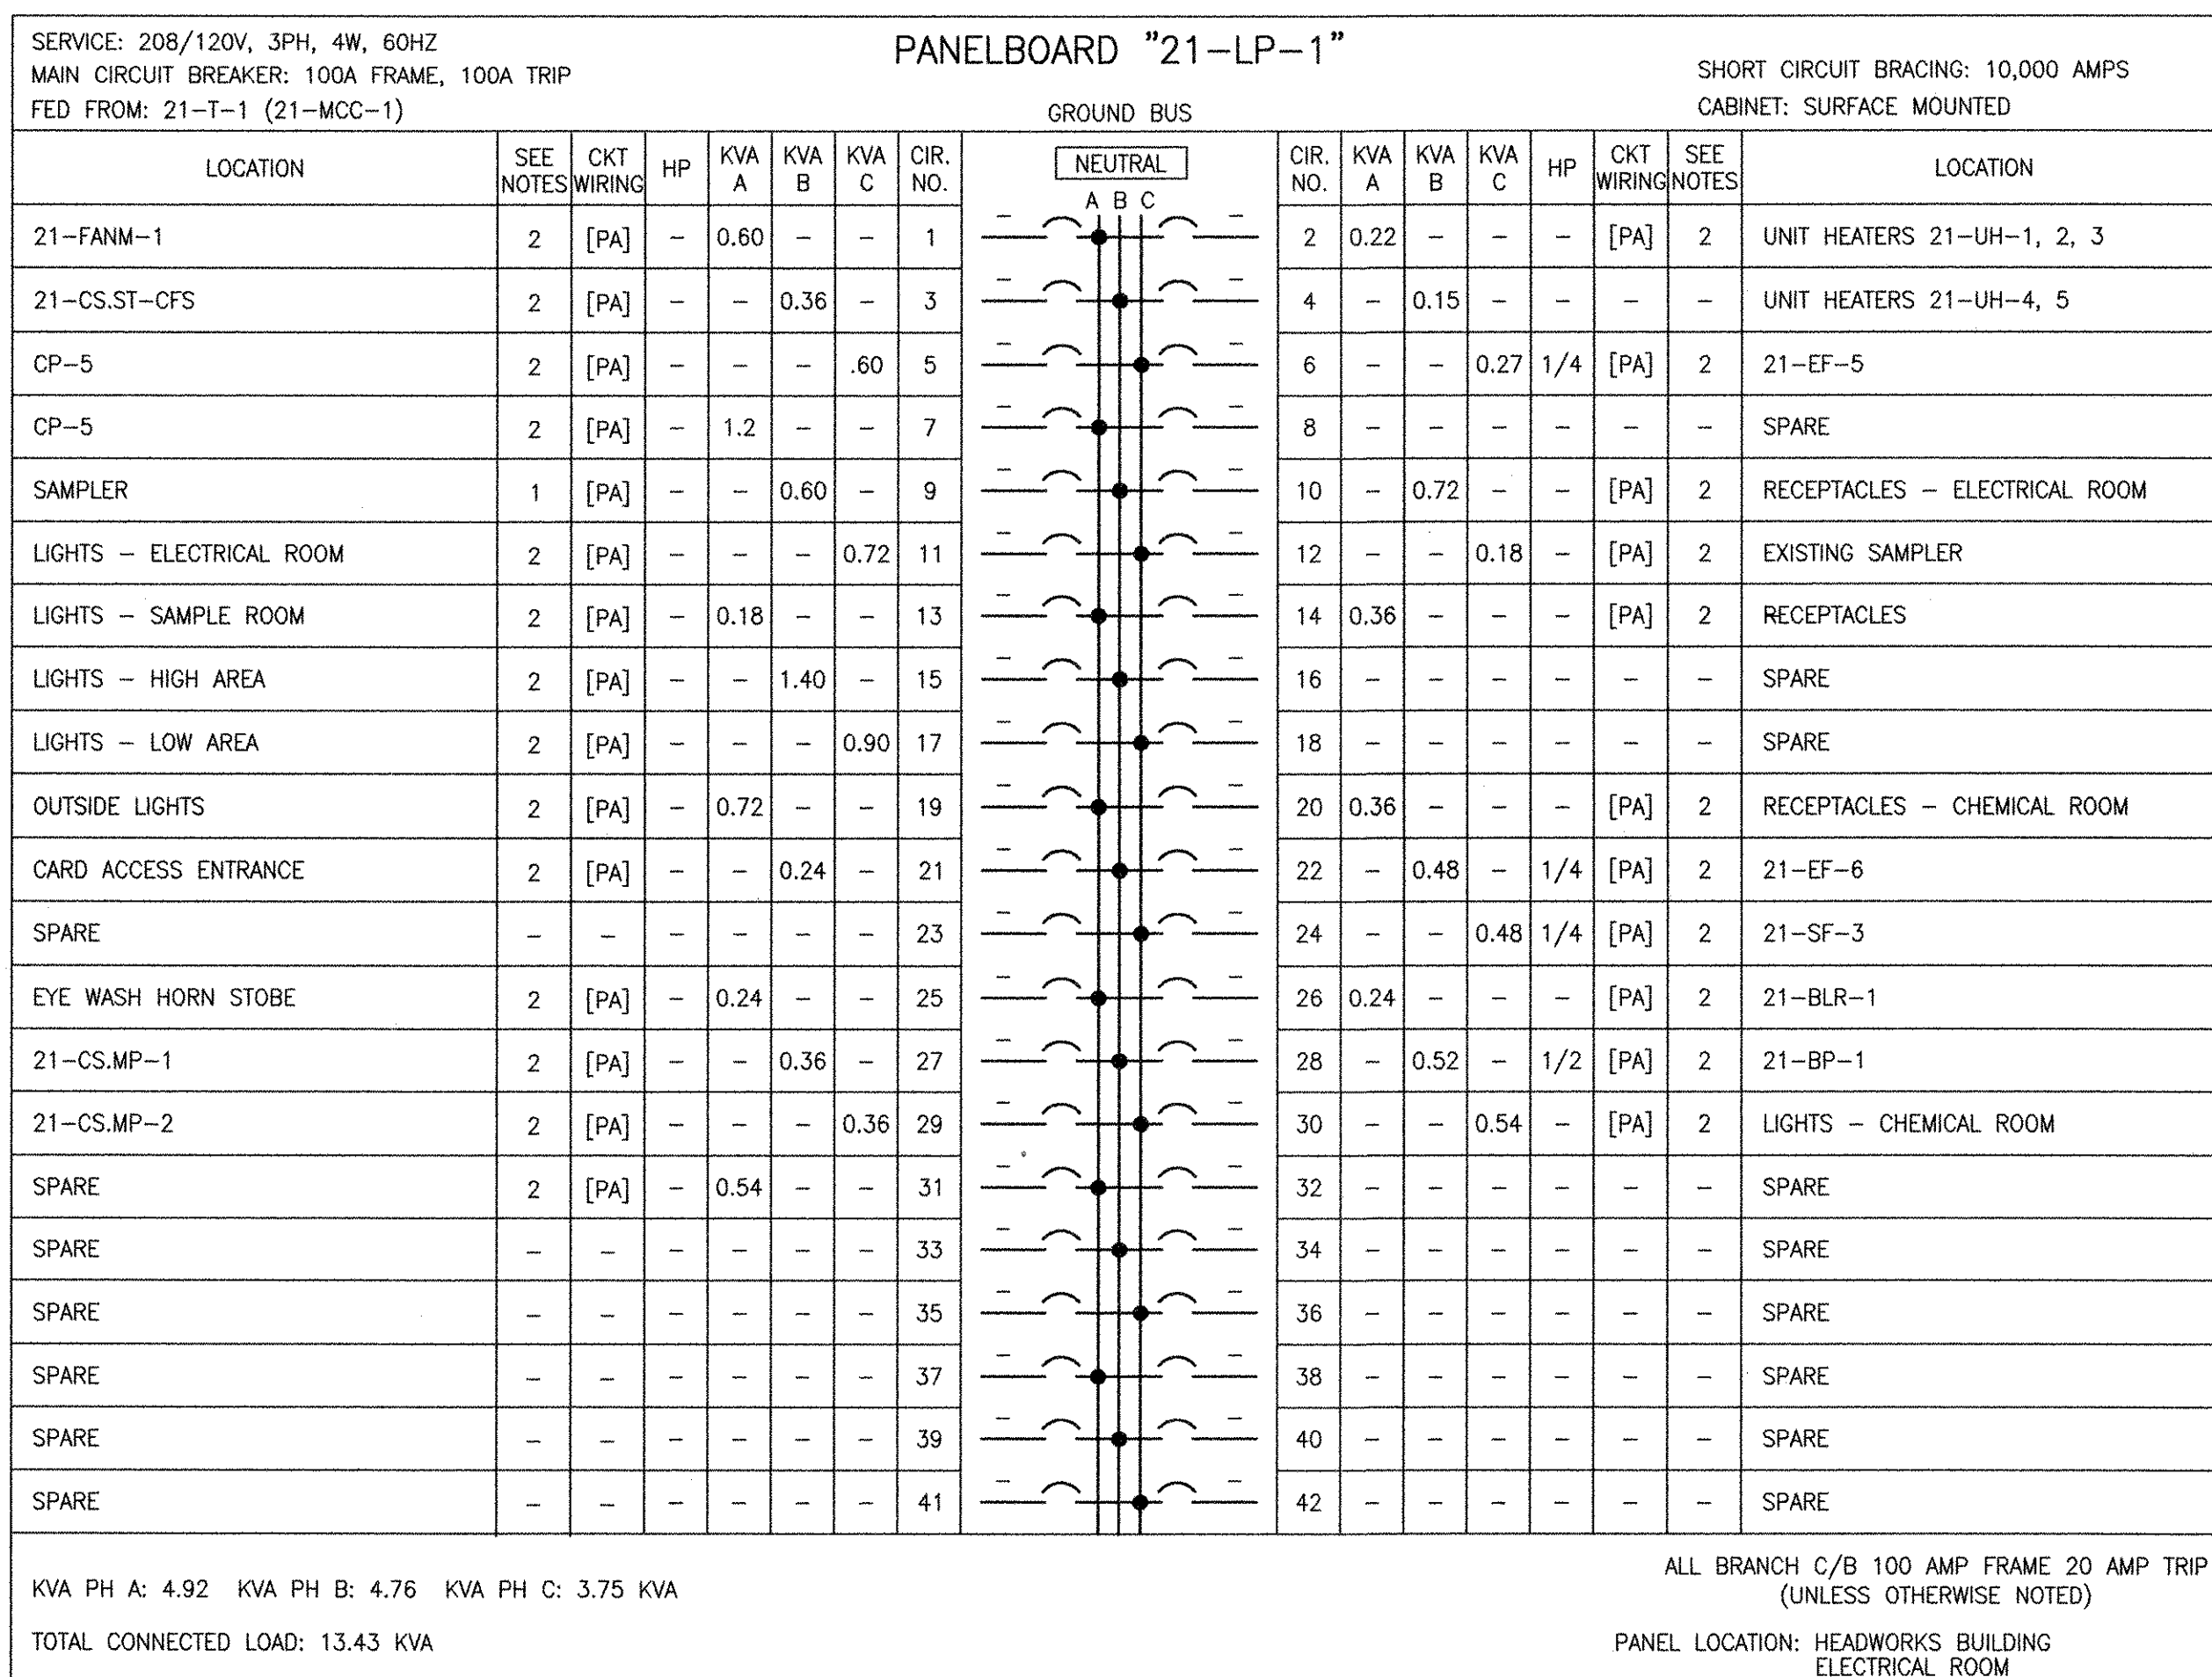 SERVICE: 208/120V, 3PH, 4W, 60HZ
MAIN CIRCUIT BREAKER: 100A FRAME, 100A TRIP
FED FROM: 21-T-1 (21-MCC-1)
PANELBOARD "21-LP-1"
GROUND BUS
SHORT CIRCUIT BRACING: 10,000 AMPS
CABINET: SURFACE MOUNTED
LOCATION SEE NOTES CKT WIRING HP KVA A KVA B KVA C CIR. NO. NEUTRAL CIR. NO. KVA A KVA B KVA C HP CKT WIRING SEE NOTES LOCATION
A B C
21-FANM-1 2 [PA] - 0.60 - - 1 - - 2 0.22 - - - [PA] 2 UNIT HEATERS 21-UH-1, 2, 3
21-CS.ST-CFS 2 [PA] - - 0.36 - 3 - - 4 - 0.15 - - - - UNIT HEATERS 21-UH-4, 5
CP-5 2 [PA] - - - .60 5 - - 6 - - 0.27 1/4 [PA] 2 21-EF-5
CP-5 2 [PA] - 1.2 - - 7 - - 8 - - - - - - SPARE
SAMPLER 1 [PA] - - 0.60 - 9 - - 10 - 0.72 - - [PA] 2 RECEPTACLES - ELECTRICAL ROOM
LIGHTS - ELECTRICAL ROOM 2 [PA] - - - 0.72 11 - - 12 - - 0.18 - [PA] 2 EXISTING SAMPLER
LIGHTS - SAMPLE ROOM 2 [PA] - 0.18 - - 13 - - 14 0.36 - - - [PA] 2 RECEPTACLES
LIGHTS - HIGH AREA 2 [PA] - - 1.40 - 15 - - 16 - - - - - - SPARE
LIGHTS - LOW AREA 2 [PA] - - - 0.90 17 - - 18 - - - - - - SPARE
OUTSIDE LIGHTS 2 [PA] - 0.72 - - 19 - - 20 0.36 - - - [PA] 2 RECEPTACLES - CHEMICAL ROOM
CARD ACCESS ENTRANCE 2 [PA] - - 0.24 - 21 - - 22 - 0.48 - 1/4 [PA] 2 21-EF-6
SPARE - - - - - - 23 - - 24 - - 0.48 1/4 [PA] 2 21-SF-3
EYE WASH HORN STOBE 2 [PA] - 0.24 - - 25 - - 26 0.24 - - - [PA] 2 21-BLR-1
21-CS.MP-1 2 [PA] - - 0.36 - 27 - - 28 - 0.52 - 1/2 [PA] 2 21-BP-1
21-CS.MP-2 2 [PA] - - - 0.36 29 - - 30 - - 0.54 - [PA] 2 LIGHTS - CHEMICAL ROOM
SPARE 2 [PA] - 0.54 - - 31 - - 32 - - - - - - SPARE
SPARE - - - - - - 33 - - 34 - - - - - - SPARE
SPARE - - - - - - 35 - - 36 - - - - - - SPARE
SPARE - - - - - - 37 - - 38 - - - - - - SPARE
SPARE - - - - - - 39 - - 40 - - - - - - SPARE
SPARE - - - - - - 41 - - 42 - - - - - - SPARE
KVA PH A: 4.92 KVA PH B: 4.76 KVA PH C: 3.75 KVA
TOTAL CONNECTED LOAD: 13.43 KVA
ALL BRANCH C/B 100 AMP FRAME 20 AMP TRIP
(UNLESS OTHERWISE NOTED)
PANEL LOCATION: HEADWORKS BUILDING
ELECTRICAL ROOM